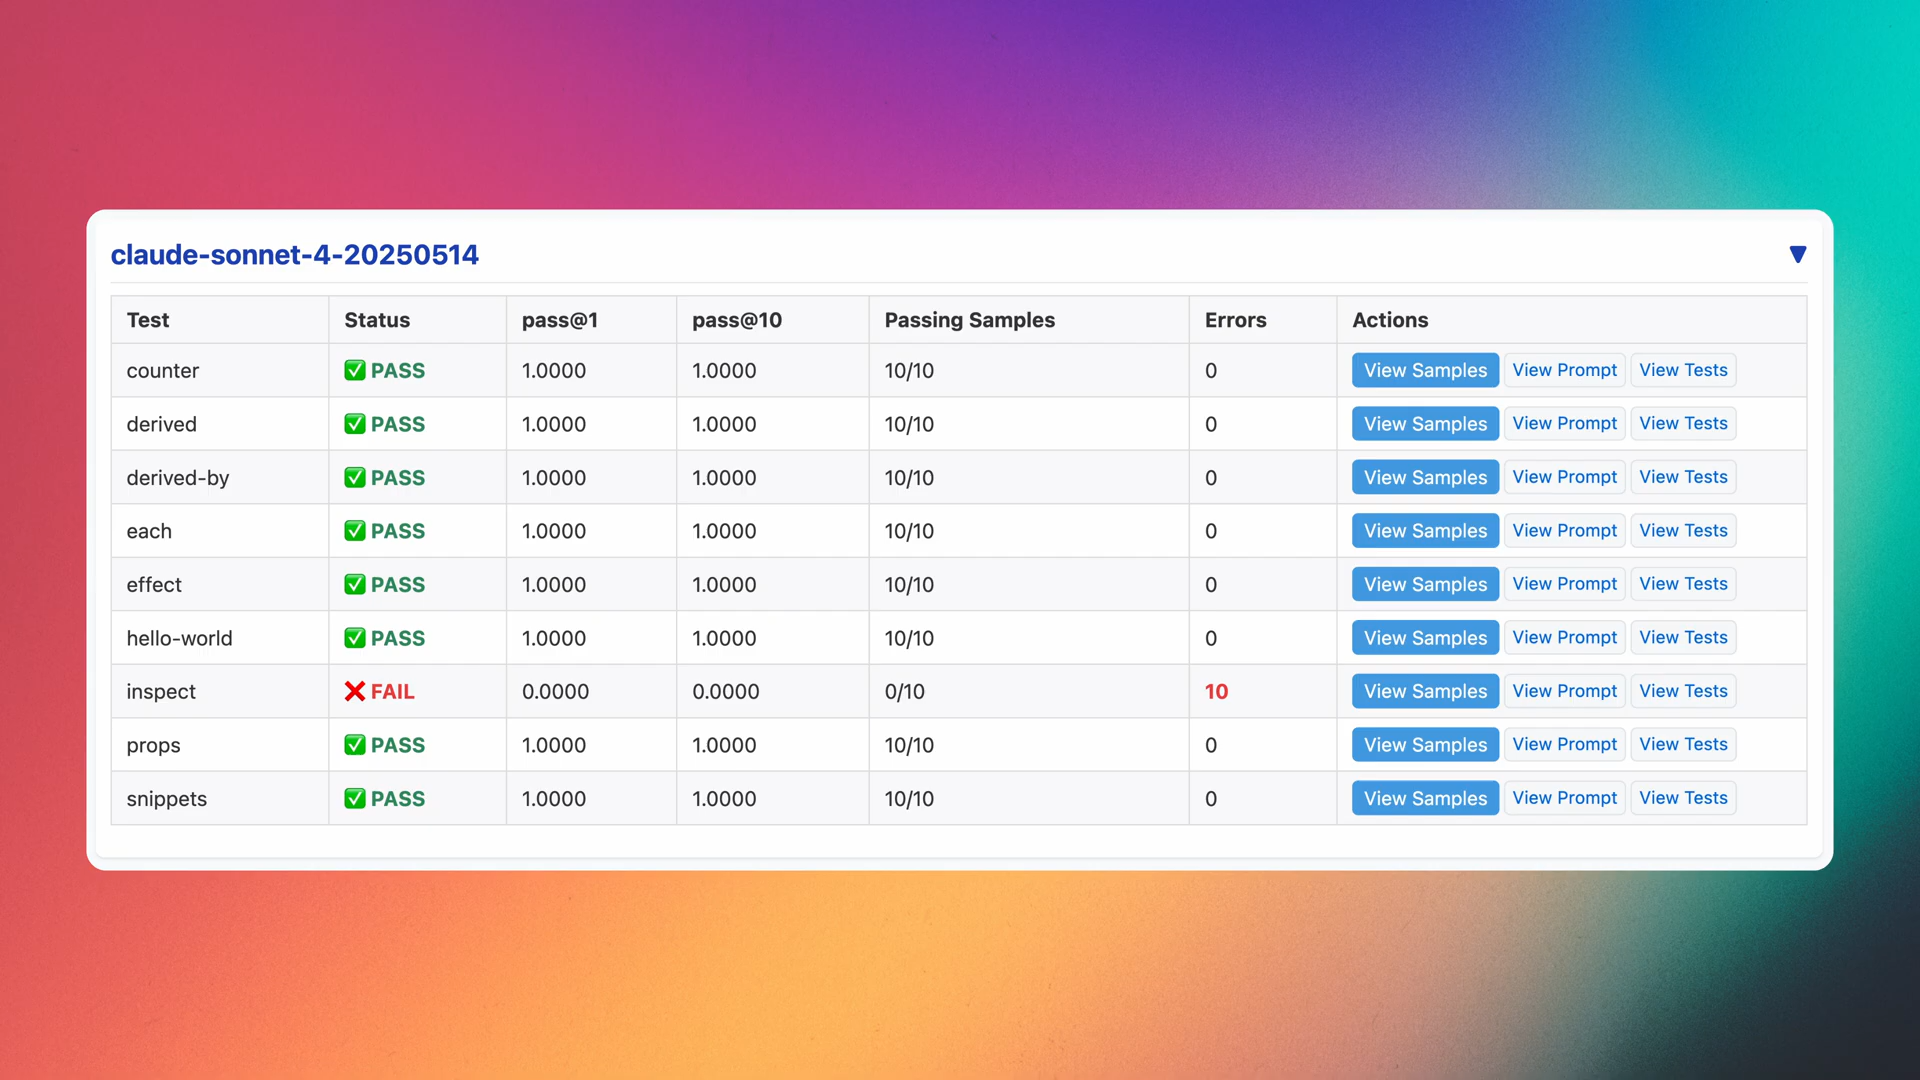 claude-sonnet-4-20250514
Test Status pass@1 pass@10 Passing Samples Errors Actions
counter ✅ PASS 1.0000 1.0000 10/10 0 View Samples View Prompt View Tests
derived ✅ PASS 1.0000 1.0000 10/10 0 View Samples View Prompt View Tests
derived-by ✅ PASS 1.0000 1.0000 10/10 0 View Samples View Prompt View Tests
each ✅ PASS 1.0000 1.0000 10/10 0 View Samples View Prompt View Tests
effect ✅ PASS 1.0000 1.0000 10/10 0 View Samples View Prompt View Tests
hello-world ✅ PASS 1.0000 1.0000 10/10 0 View Samples View Prompt View Tests
inspect ❌ FAIL 0.0000 0.0000 0/10 10 View Samples View Prompt View Tests
props ✅ PASS 1.0000 1.0000 10/10 0 View Samples View Prompt View Tests
snippets ✅ PASS 1.0000 1.0000 10/10 0 View Samples View Prompt View Tests